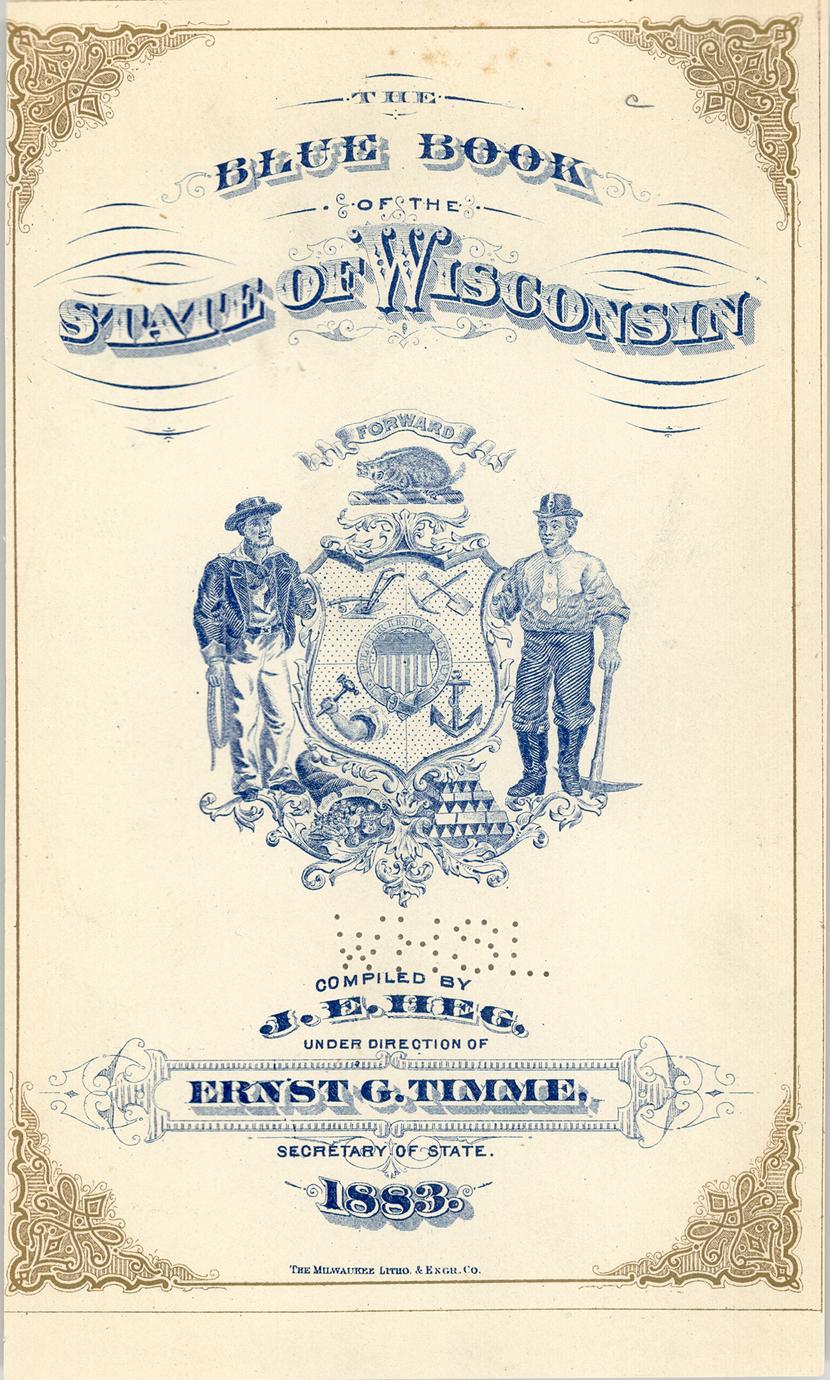 THE
BLUE BOOK
OF THE
STATE OF WISCONSIN
FORWARD
WHSL.
COMPILED BY
J. E. HEG,
UNDER DIRECTION OF
ERNST G. TIMME,
SECRETARY OF STATE.
1883.
THE MILWAUKEE LITHO. & ENGR. CO.